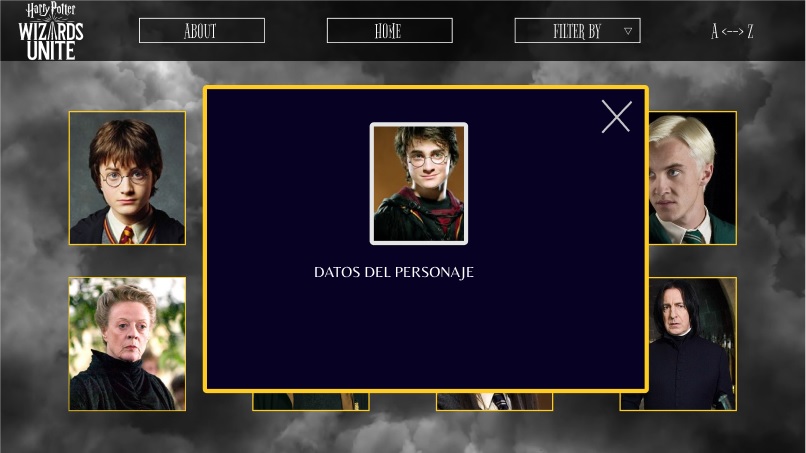 Harry Potter
WIZARDS
UNITE
ABOUT
HOME
FILTER BY
A <--> Z
DATOS DEL PERSONAJE